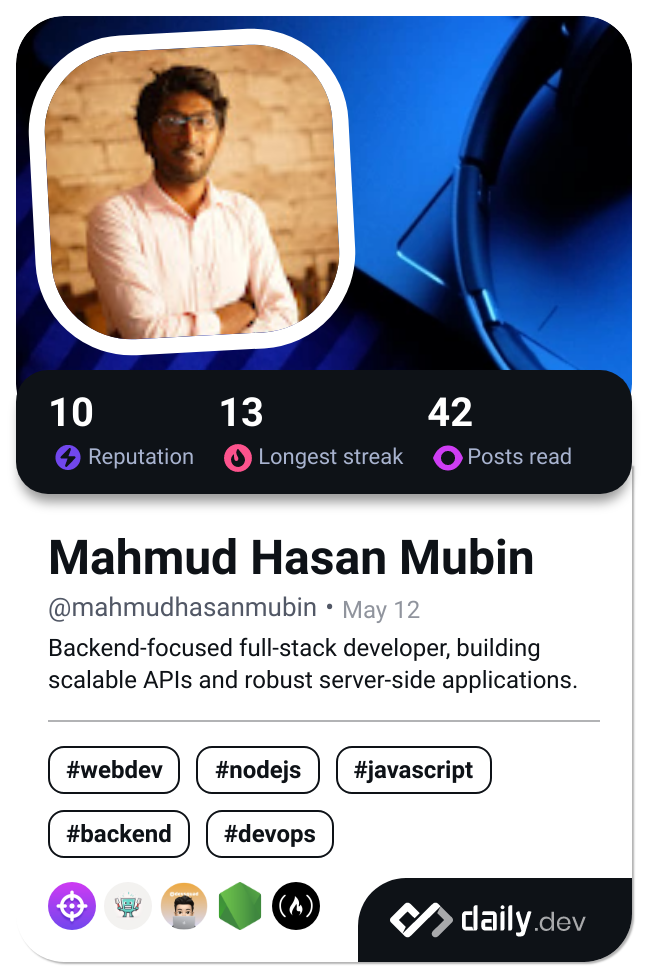 10 13 42
Reputation Longest streak Posts read
Mahmud Hasan Mubin
@mahmudhasanmubin • May 12
Backend-focused full-stack developer, building
scalable APIs and robust server-side applications.
#webdev #nodejs #javascript
#backend #devops
daily.dev